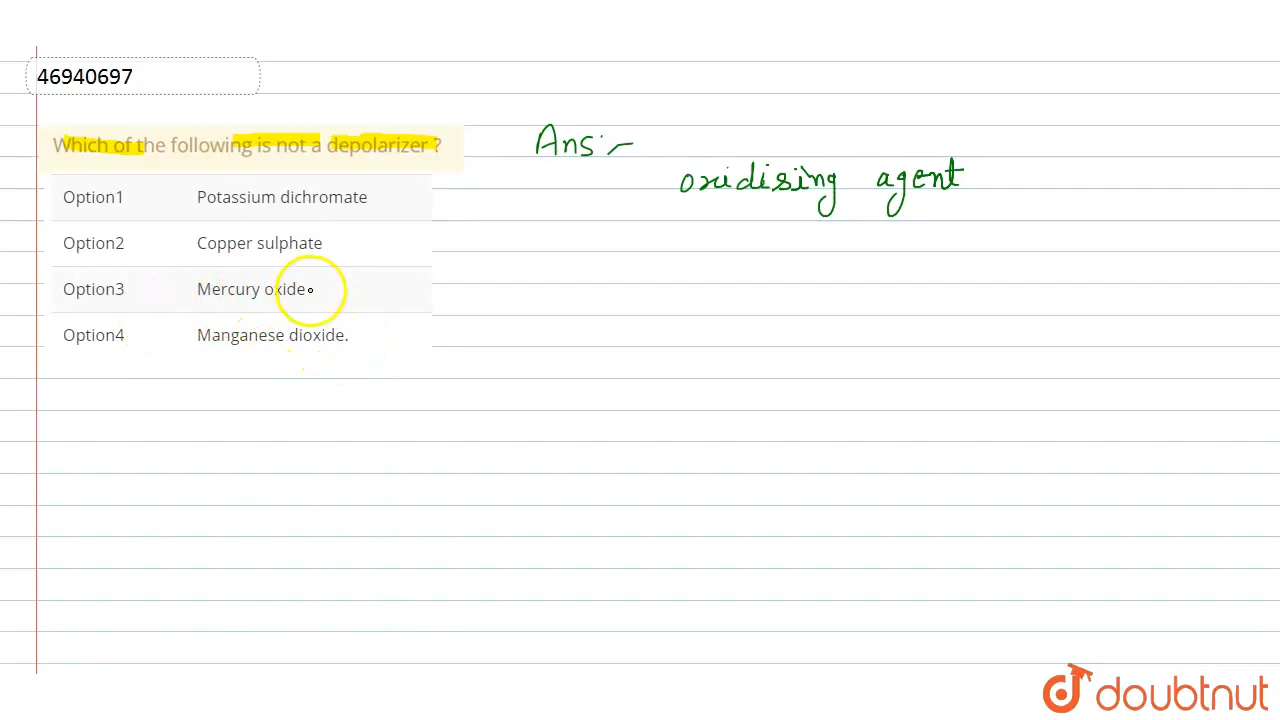 46940697
Which of the following is not a depolarizer ?
Ans:-
oxidising agent
Option1 Potassium dichromate
Option2 Copper sulphate
Option3 Mercury oxide
Option4 Manganese dioxide.
doubtnut